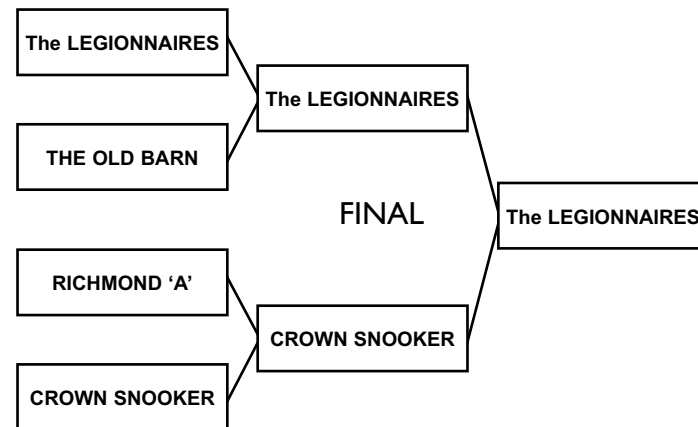 The LEGIONNAIRES
THE OLD BARN
RICHMOND ‘A’
CROWN SNOOKER
The LEGIONNAIRES
FINAL
CROWN SNOOKER
The LEGIONNAIRES